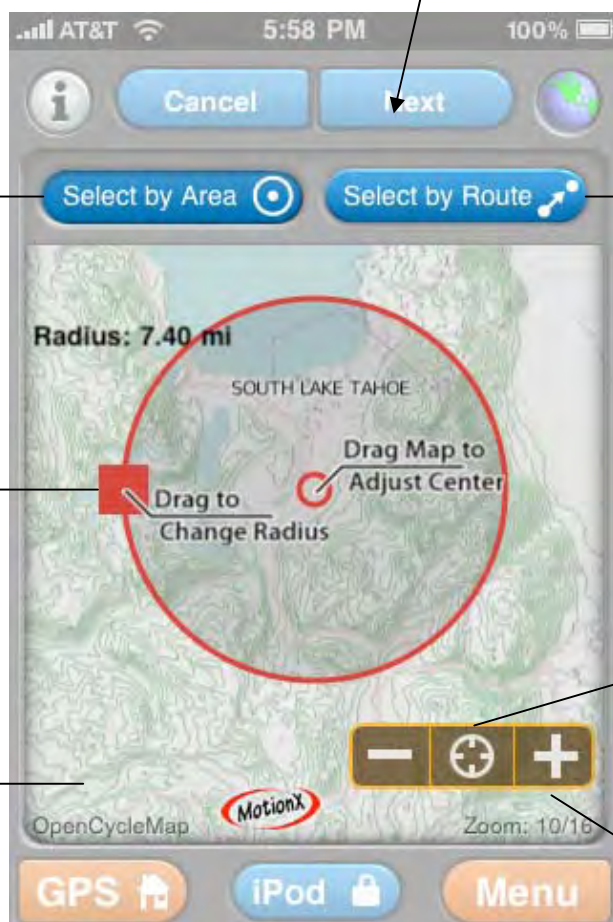 AT&T 5:58 PM 100%
i Cancel Next
Select by Area Select by Route
Radius: 7.40 mi
SOUTH LAKE TAHOE
Drag Map to
Adjust Center
Drag to
Change Radius
MotionX
OpenCycleMap Zoom: 10/16
GPS iPod Menu